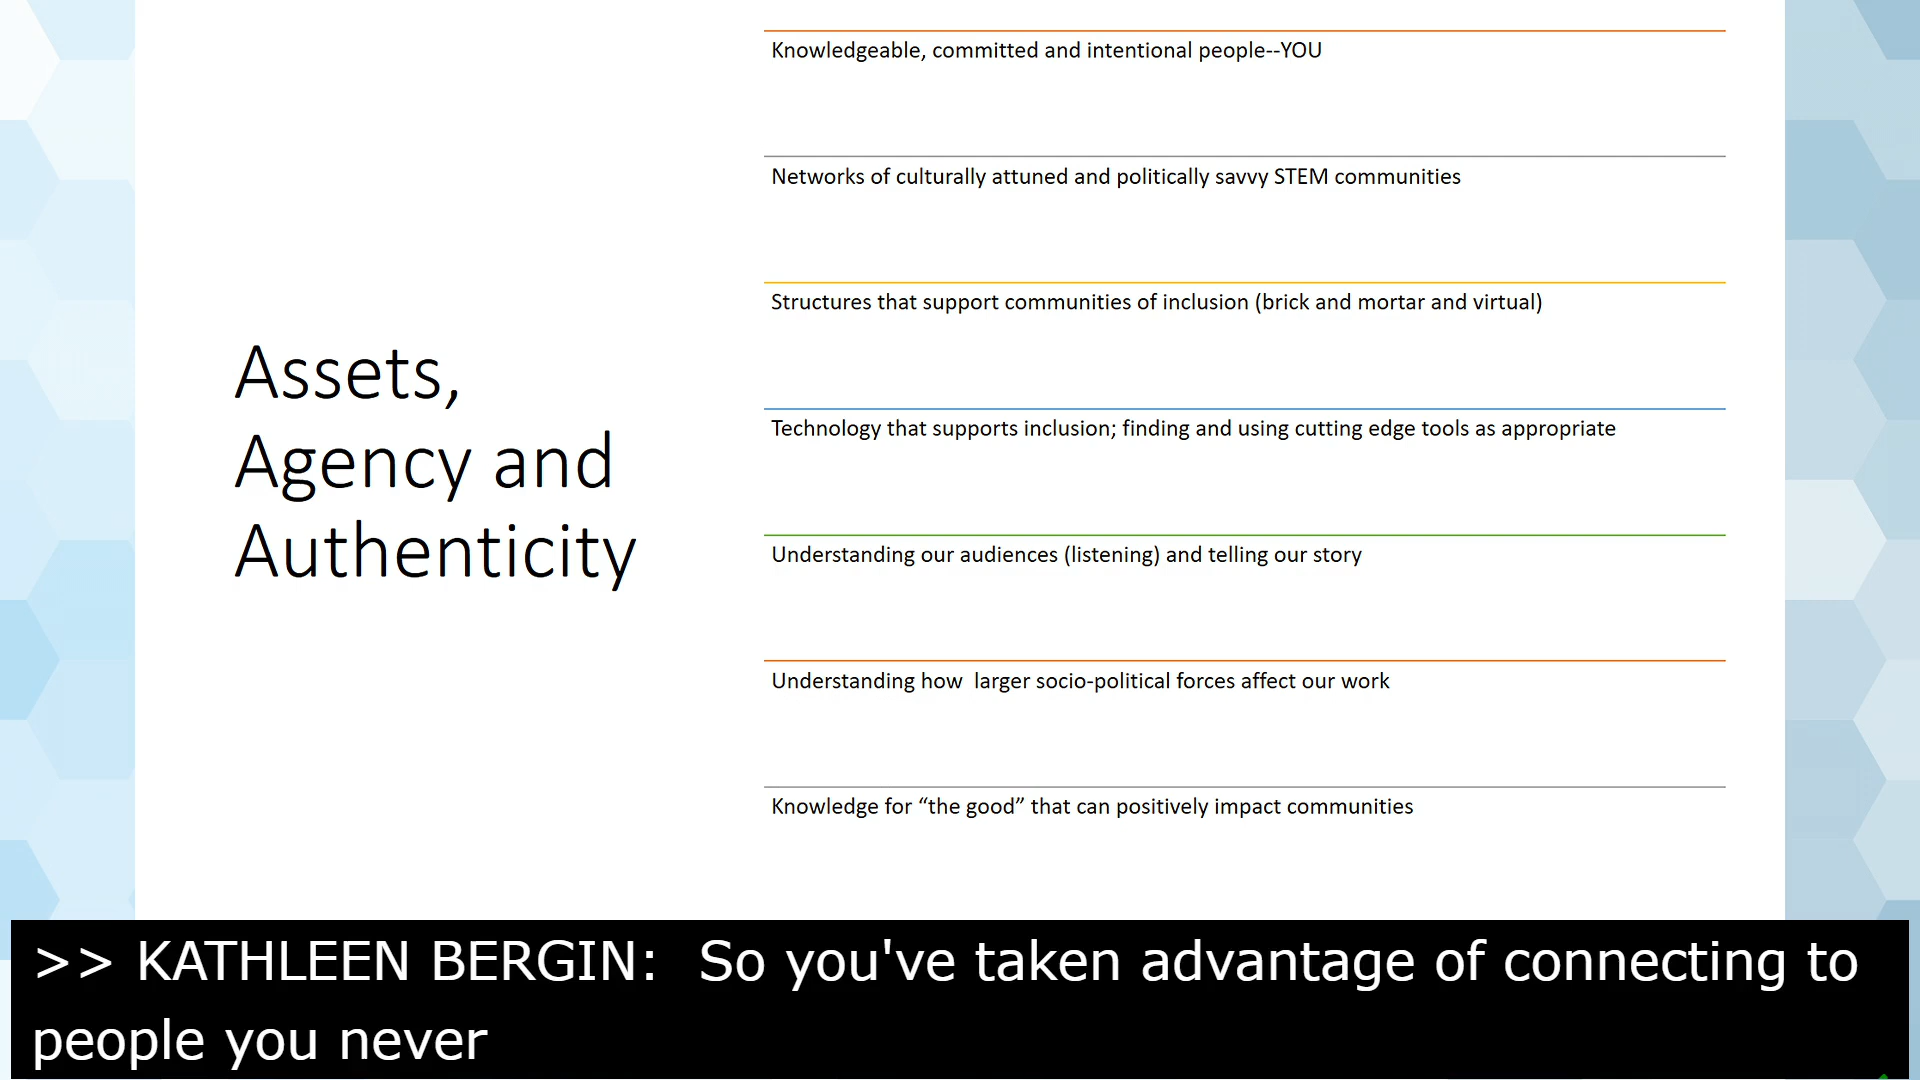 Assets,
Agency and
Authenticity
Knowledgeable, committed and intentional people--YOU
Networks of culturally attuned and politically savvy STEM communities
Structures that support communities of inclusion (brick and mortar and virtual)
Technology that supports inclusion; finding and using cutting edge tools as appropriate
Understanding our audiences (listening) and telling our story
Understanding how  larger socio-political forces affect our work
Knowledge for “the good” that can positively impact communities
>> KATHLEEN BERGIN:  So you've taken advantage of connecting to
people you never